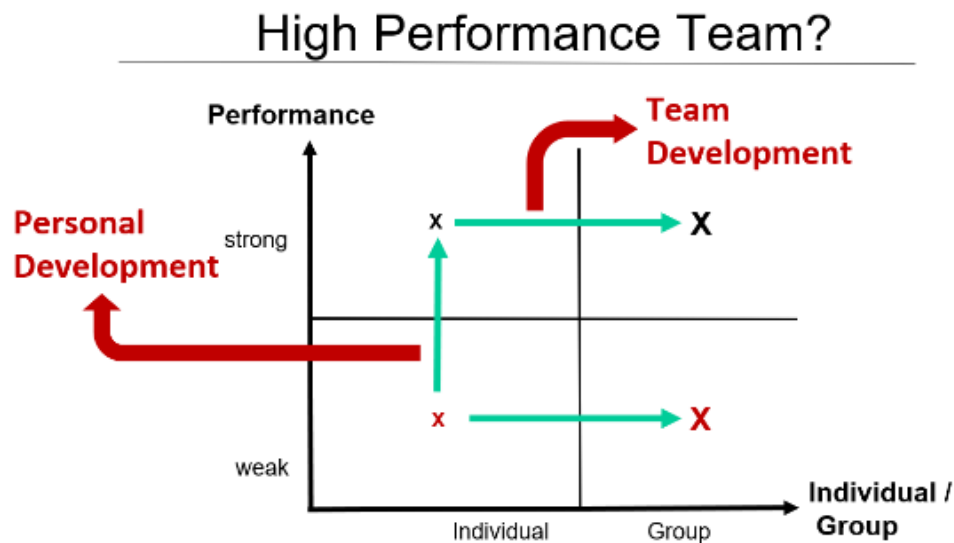 High Performance Team?
Performance
Team
Development
Personal
Development
strong
x
X
x
X
weak
Individual /
Group
Individual
Group